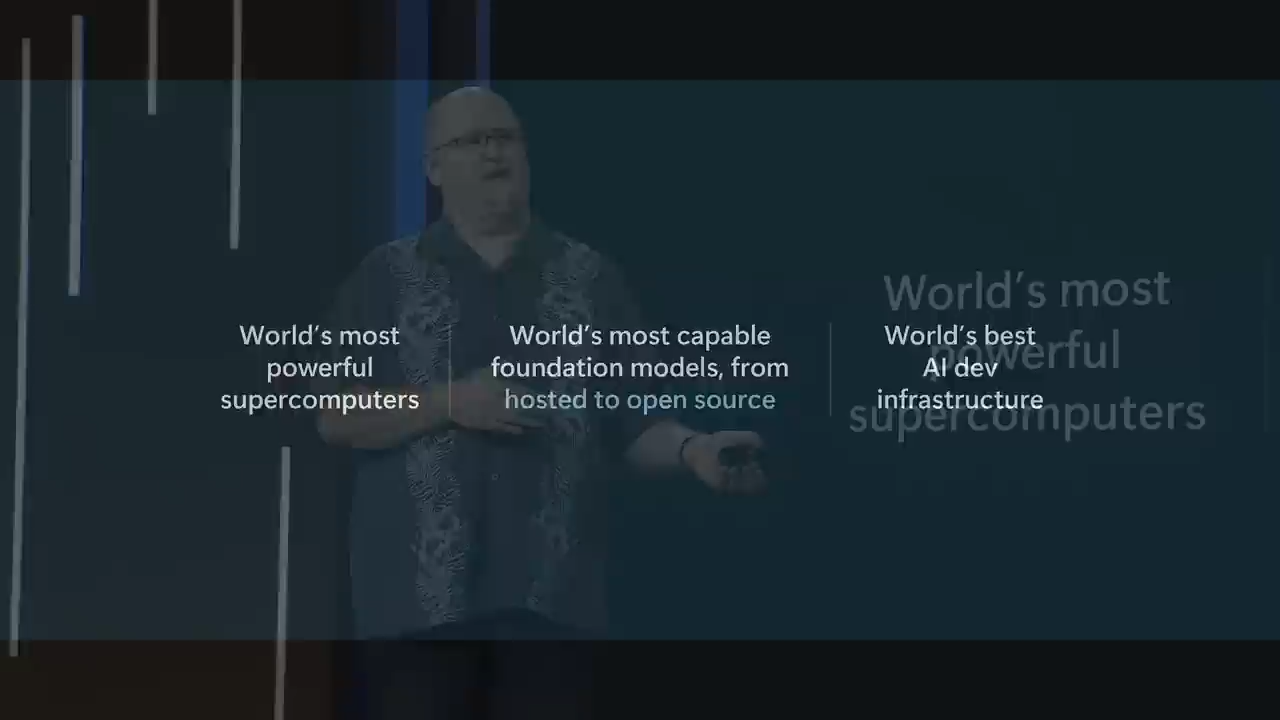 World's most
powerful
supercomputers
World's most capable
foundation models, from
hosted to open source
World's best
AI dev
infrastructure
World's most
powerful
supercomputers